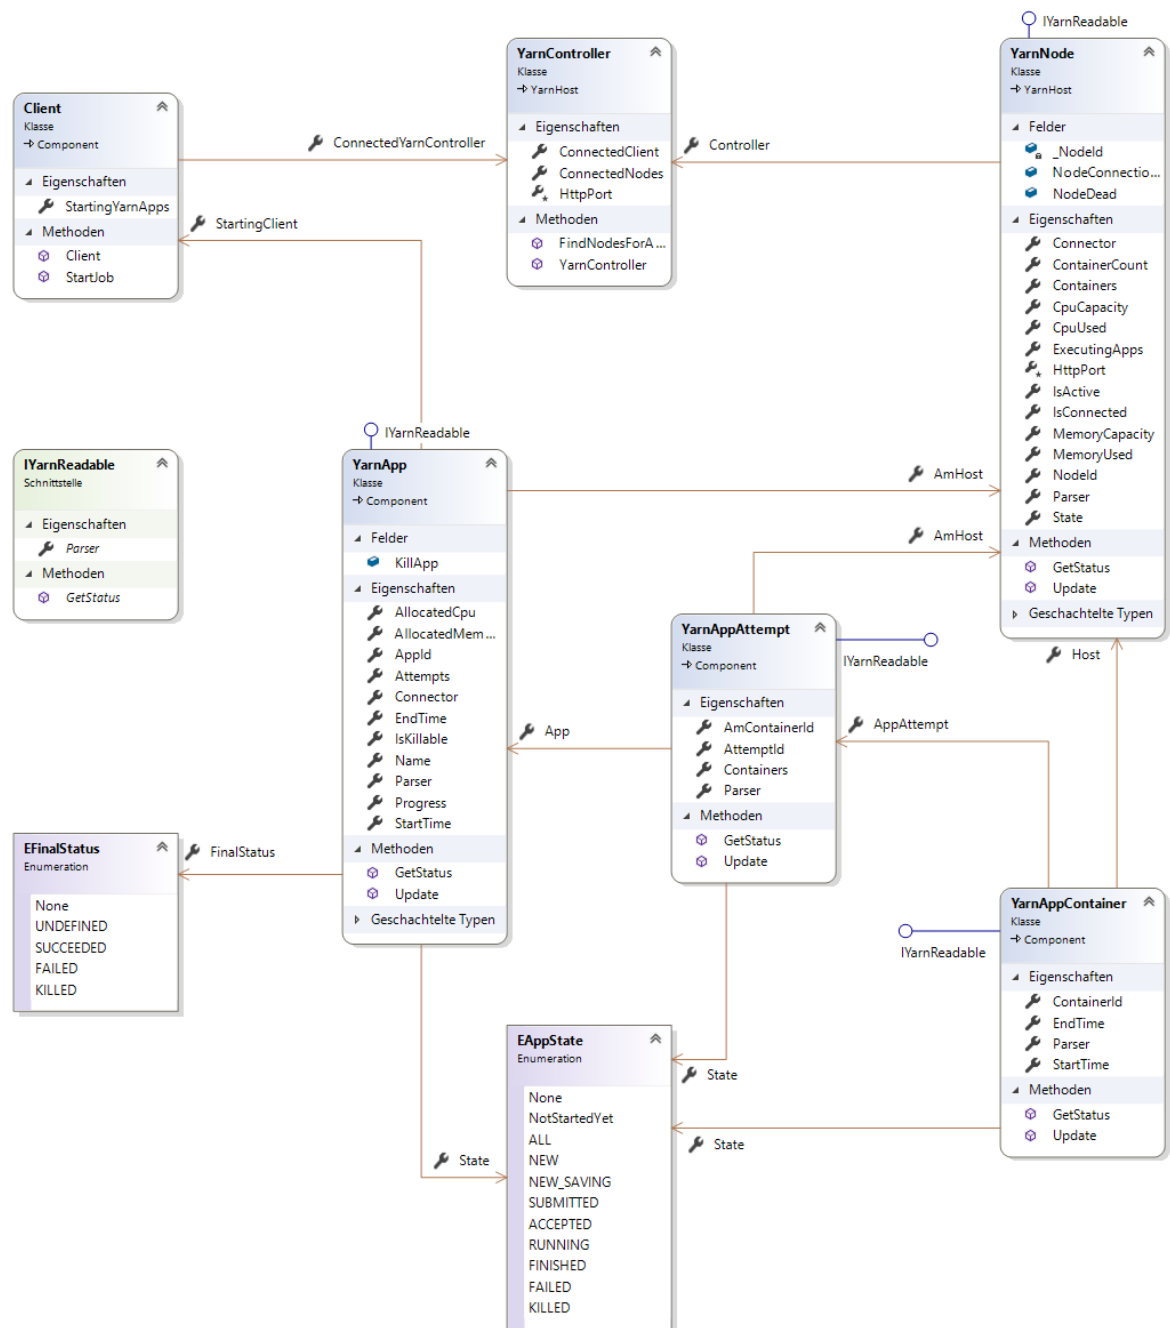 IYarnReadable
YarnController
Klasse
YarnHost
Eigenschaften
ConnectedClient
ConnectedNodes
HttpPort
Methoden
FindNodesForA...
YarnController
YarnNode
Klasse
YarnHost
Felder
_NodeId
NodeConnectio...
NodeDead
Eigenschaften
Connector
ContainerCount
Containers
CpuCapacity
CpuUsed
ExecutingApps
HttpPort
IsActive
IsConnected
MemoryCapacity
MemoryUsed
NodeId
Parser
State
Methoden
GetStatus
Update
Geschachtelte Typen
Client
Klasse
Component
Eigenschaften
StartingYarnApps
Methoden
Client
StartJob
ConnectedYarnController
Controller
StartingClient
IYarnReadable
IYarnReadable
Schnittstelle
Eigenschaften
Parser
Methoden
GetStatus
YarnApp
Klasse
Component
Felder
KillApp
Eigenschaften
AllocatedCpu
AllocatedMem...
AppId
Attempts
Connector
EndTime
IsKillable
Name
Parser
Progress
StartTime
Methoden
GetStatus
Update
Geschachtelte Typen
AmHost
AmHost
YarnAppAttempt
Klasse
Component
Eigenschaften
AmContainerId
AttemptId
Containers
Parser
Methoden
GetStatus
Update
IYarnReadable
Host
App
AppAttempt
EFinalStatus
Enumeration
None
UNDEFINED
SUCCEEDED
FAILED
KILLED
FinalStatus
YarnAppContainer
Klasse
Component
Eigenschaften
ContainerId
EndTime
Parser
StartTime
Methoden
GetStatus
Update
IYarnReadable
EAppState
Enumeration
None
NotStartedYet
ALL
NEW
NEW_SAVING
SUBMITTED
ACCEPTED
RUNNING
FINISHED
FAILED
KILLED
State
State
State